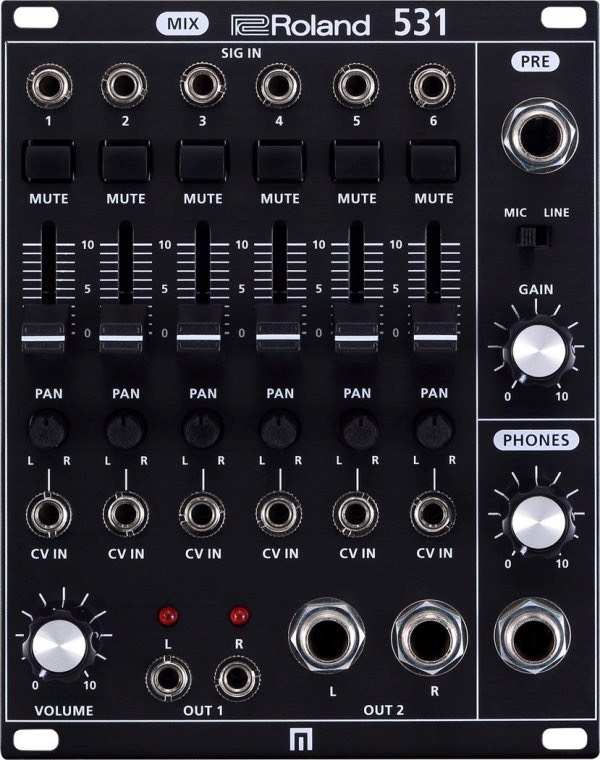 MIX Roland 531
SIG IN
PRE
1 2 3 4 5 6
MUTE MUTE MUTE MUTE MUTE MUTE
MIC LINE
10 10 10 10 10
5 5 5 5 5
0 0 0 0 0
GAIN
0 10
PAN PAN PAN PAN PAN PAN
L R L R L R L R L R L R
PHONES
CV IN CV IN CV IN CV IN CV IN CV IN
0 10
L R
0 10
L R
VOLUME OUT 1 OUT 2